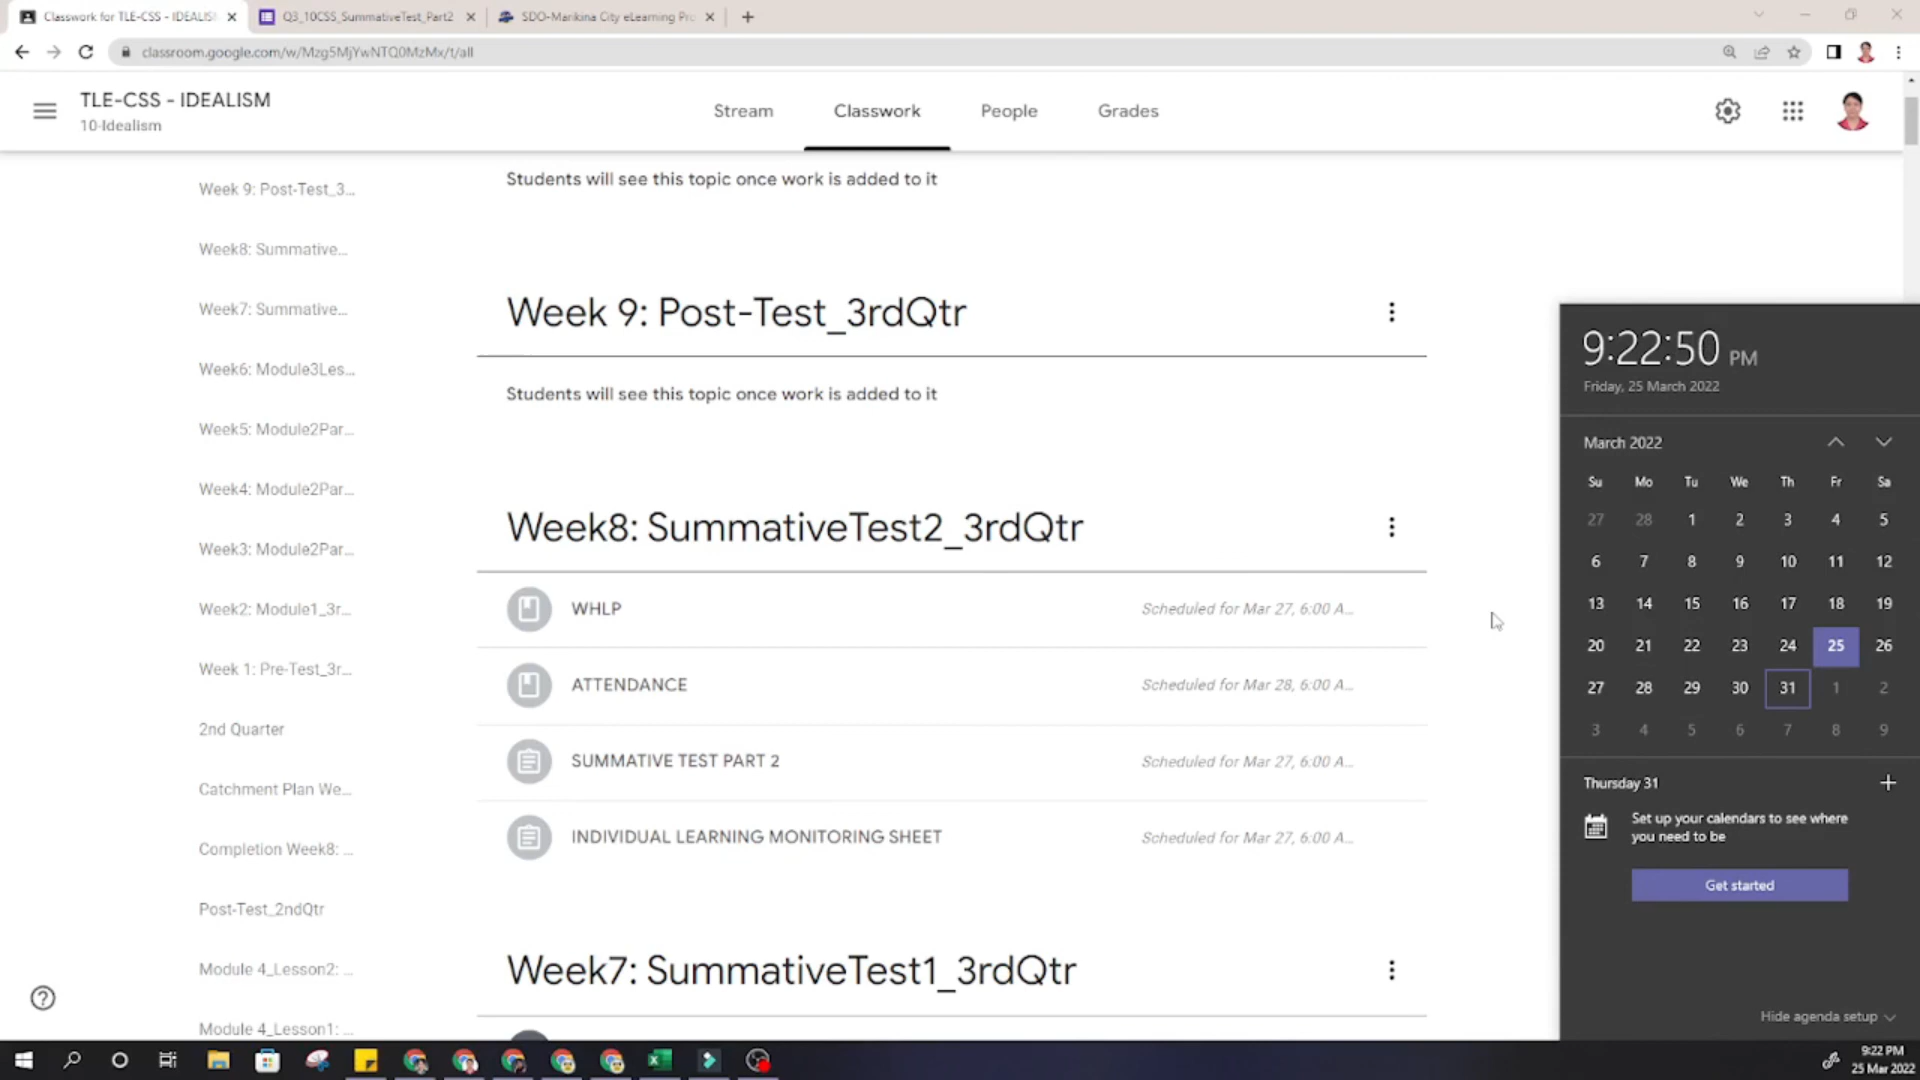 Classwork for TLE-CSS - IDEALIS
Q3_10CSS_SummativeTest_Part2
SDO-Marikina City eLearning Pro
classroom.google.com/w/Mzg5MjYwNTQ0MzMx/t/all
TLE-CSS - IDEALISM
10-Idealism
Stream
Classwork
People
Grades
Week 9: Post-Test_3...
Week8: Summative...
Week7: Summative...
Week6: Module3Les...
Week5: Module2Par...
Week4: Module2Par...
Week3: Module2Par...
Week2: Module1_3r...
Week 1: Pre-Test_3r...
2nd Quarter
Catchment Plan We...
Completion Week8: ...
Post-Test_2ndQtr
Module 4_Lesson2: ...
Module 4_Lesson1: ...
Students will see this topic once work is added to it
Week 9: Post-Test_3rdQtr
Students will see this topic once work is added to it
Week8: SummativeTest2_3rdQtr
WHLP
Scheduled for Mar 27, 6:00 A...
ATTENDANCE
Scheduled for Mar 28, 6:00 A...
SUMMATIVE TEST PART 2
Scheduled for Mar 27, 6:00 A...
INDIVIDUAL LEARNING MONITORING SHEET
Scheduled for Mar 27, 6:00 A...
Week7: SummativeTest1_3rdQtr
9:22:50 PM
Friday, 25 March 2022
March 2022
Su Mo Tu We Th Fr Sa
27 28 1 2 3 4 5
6 7 8 9 10 11 12
13 14 15 16 17 18 19
20 21 22 23 24 25 26
27 28 29 30 31 1 2
3 4 5 6 7 8 9
Thursday 31
Set up your calendars to see where
you need to be
Get started
Hide agenda setup
9:22 PM
25 Mar 2022